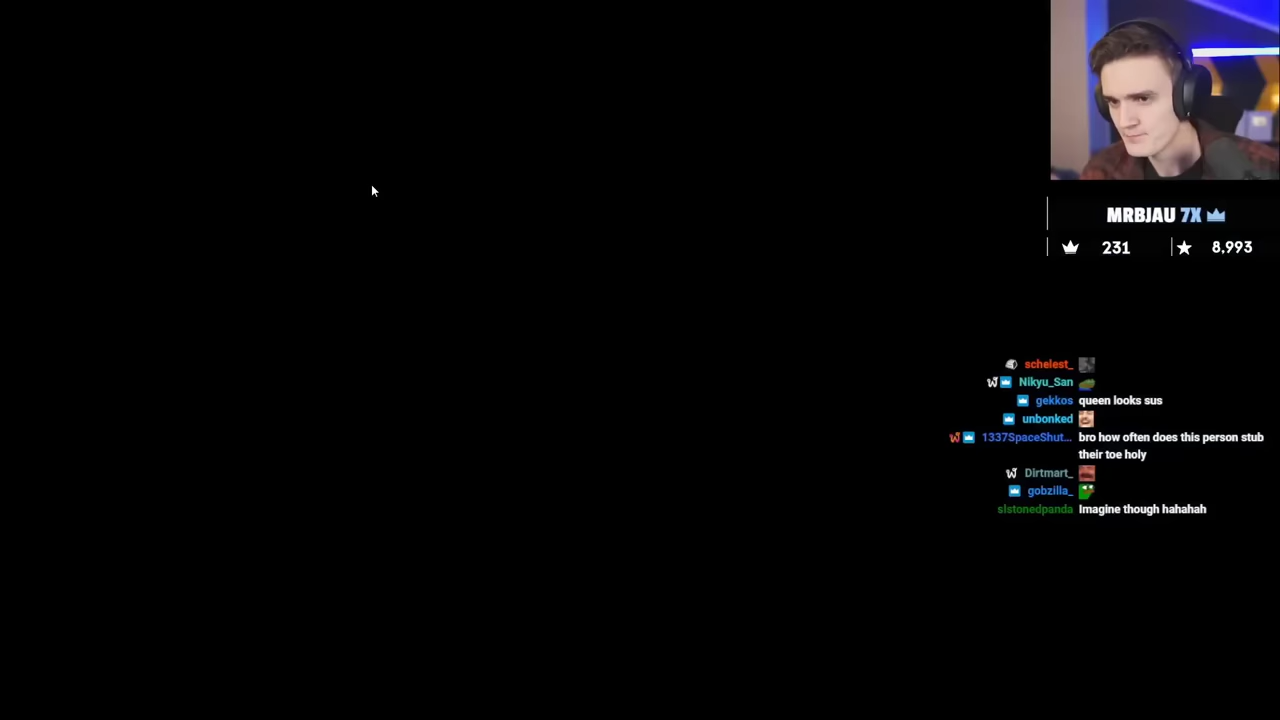 MRBJAU 7X
231 8,993
schelest_
Nikyu_San
gekkos queen looks sus
unbonked
1337SpaceShut... bro how often does this person stub
their toe holy
Dirtmart_
gobzilla_
slstonedpanda Imagine though hahahah